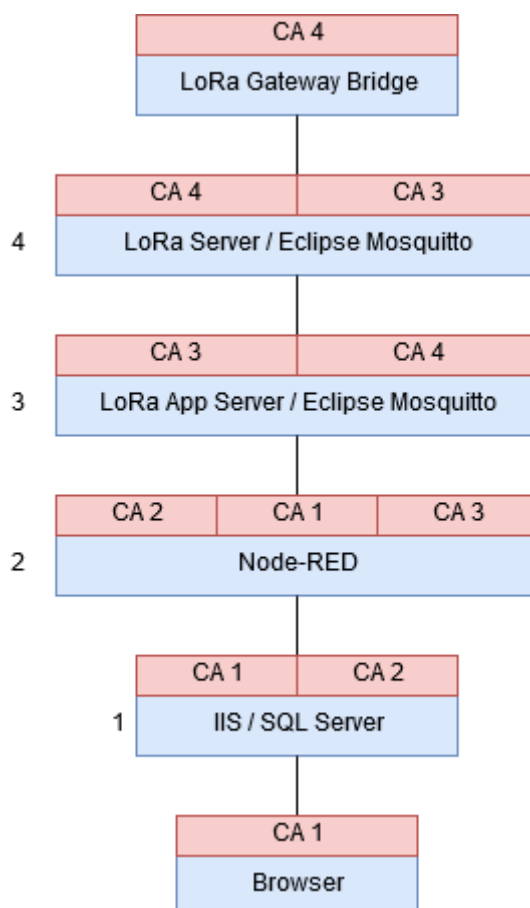 CA 4
LoRa Gateway Bridge
CA 4 CA 3
4 LoRa Server / Eclipse Mosquitto
CA 3 CA 4
3 LoRa App Server / Eclipse Mosquitto
CA 2 CA 1 CA 3
2 Node-RED
CA 1 CA 2
1 IIS / SQL Server
CA 1
Browser